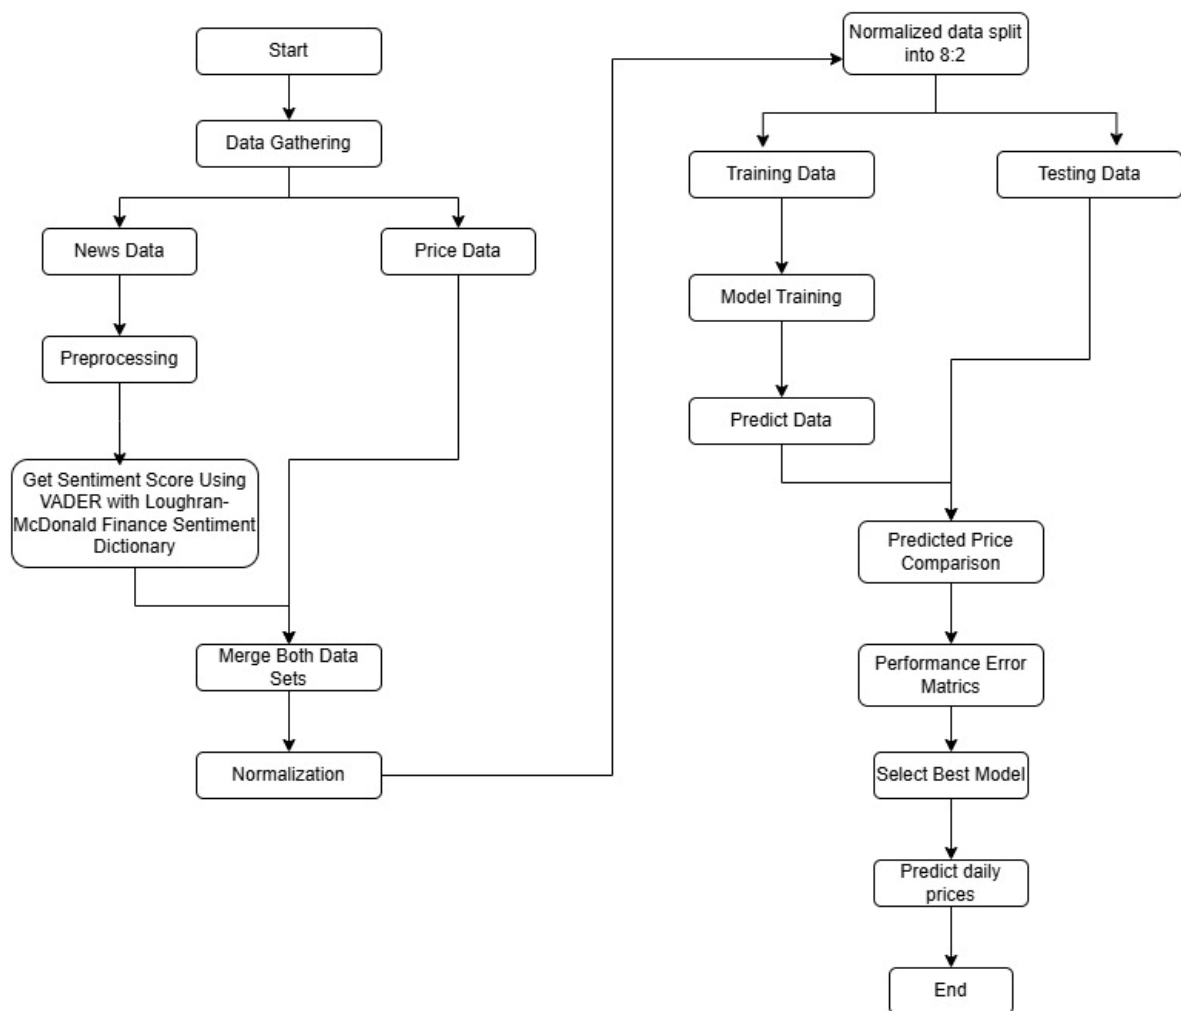 Start
Data Gathering
News Data
Price Data
Preprocessing
Get Sentiment Score Using
VADER with Loughran-
McDonald Finance Sentiment
Dictionary
Merge Both Data
Sets
Normalization
Normalized data split
into 8:2
Training Data
Testing Data
Model Training
Predict Data
Predicted Price
Comparison
Performance Error
Matrics
Select Best Model
Predict daily
prices
End